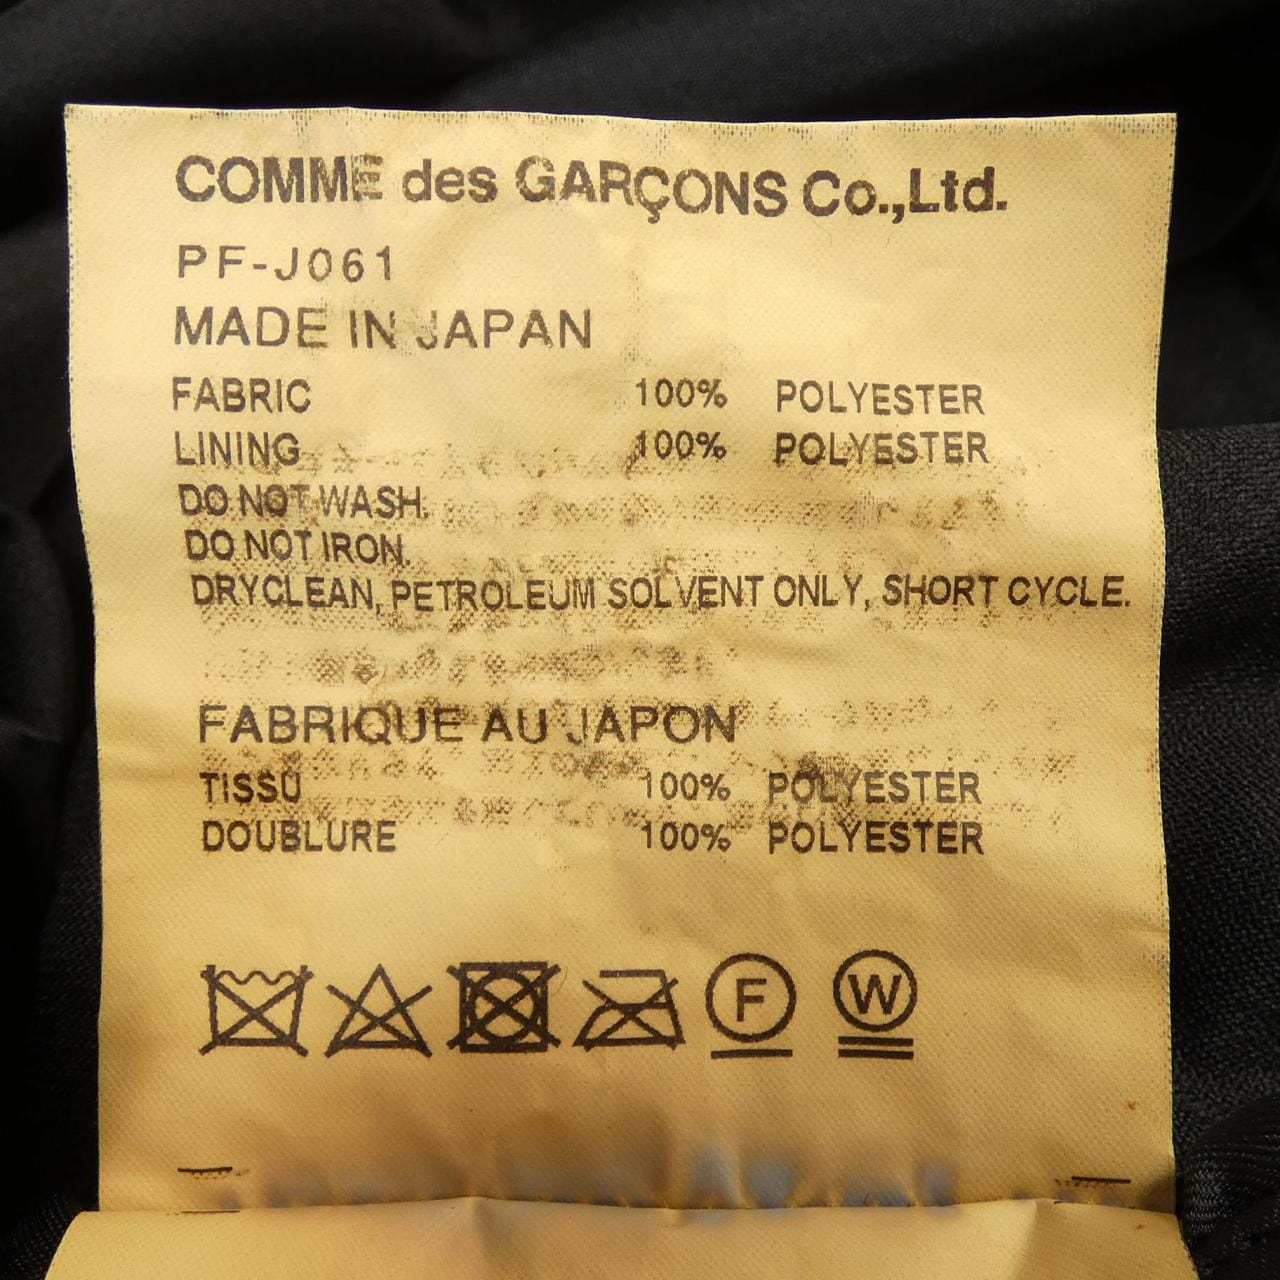 COMME des GARÇONS Co.,Ltd.
PF-J061
MADE IN JAPAN
FABRIC 100% POLYESTER
LINING 100% POLYESTER
DO NOT WASH.
DO NOT IRON.
DRYCLEAN, PETROLEUM SOLVENT ONLY, SHORT CYCLE.
FABRIQUE AU JAPON
TISSU 100% POLYESTER
DOUBLURE 100% POLYESTER
F W